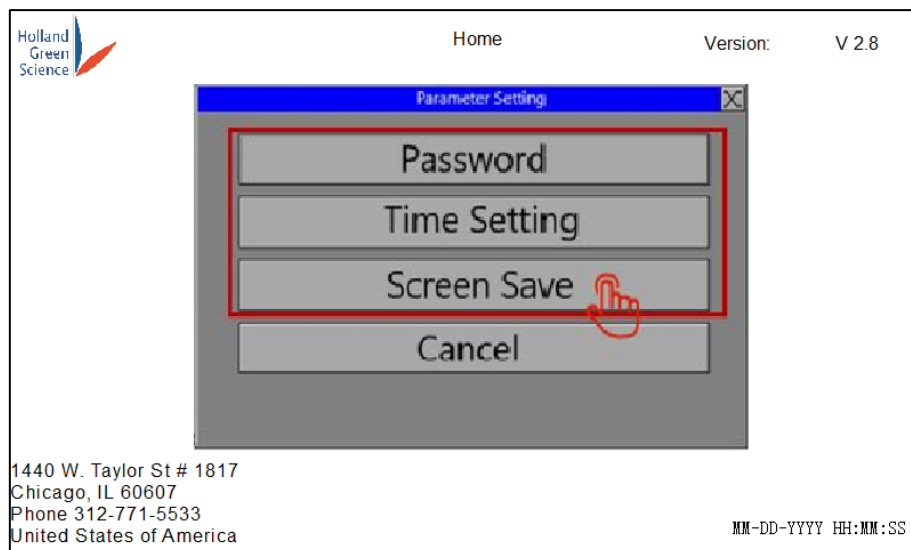 Holland
Green
Science
Home
Version: V 2.8
Parameter Setting
Password
Time Setting
Screen Save
Cancel
1440 W. Taylor St # 1817
Chicago, IL 60607
Phone 312-771-5533
United States of America
MM-DD-YYYY HH:MM:SS